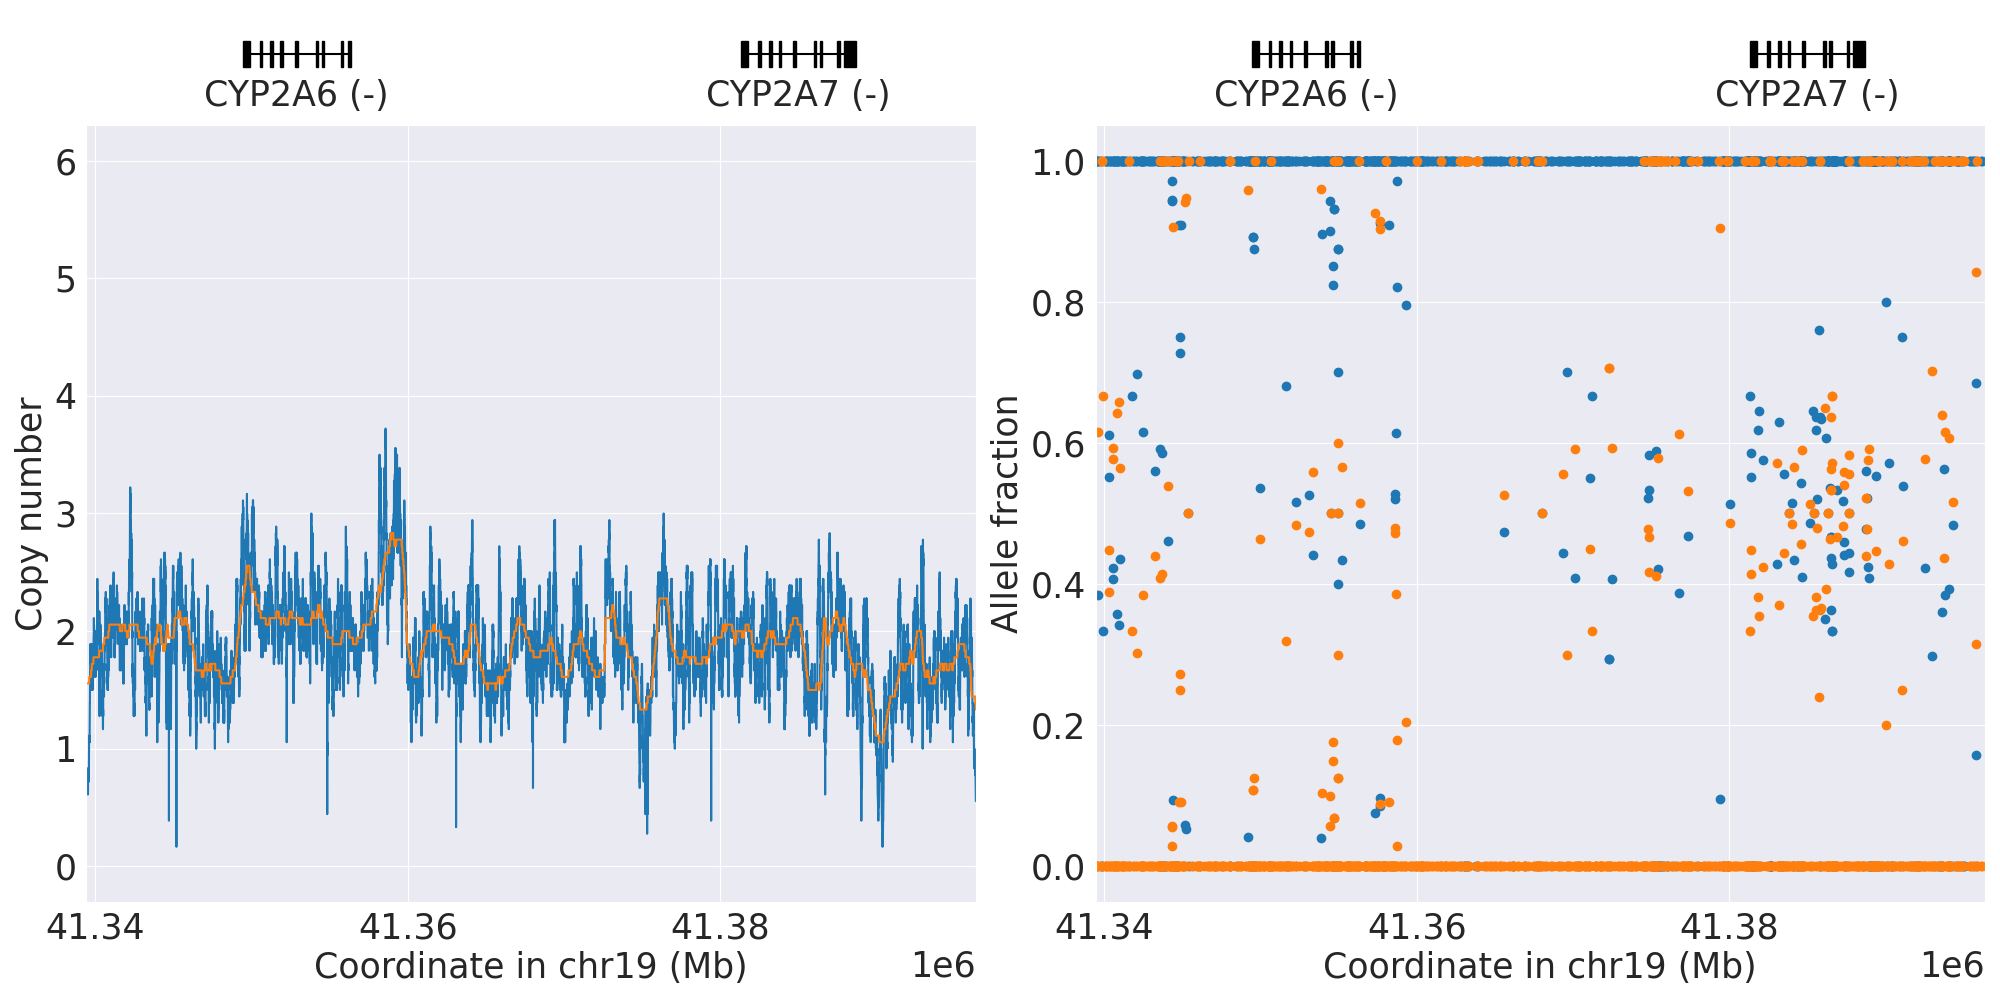 CYP2A6 (-)
CYP2A7 (-)
Copy number
6
5
4
3
2
1
0
41.34
41.36
41.38
Coordinate in chr19 (Mb)
1e6
CYP2A6 (-)
CYP2A7 (-)
Allele fraction
1.0
0.8
0.6
0.4
0.2
0.0
41.34
41.36
41.38
Coordinate in chr19 (Mb)
1e6